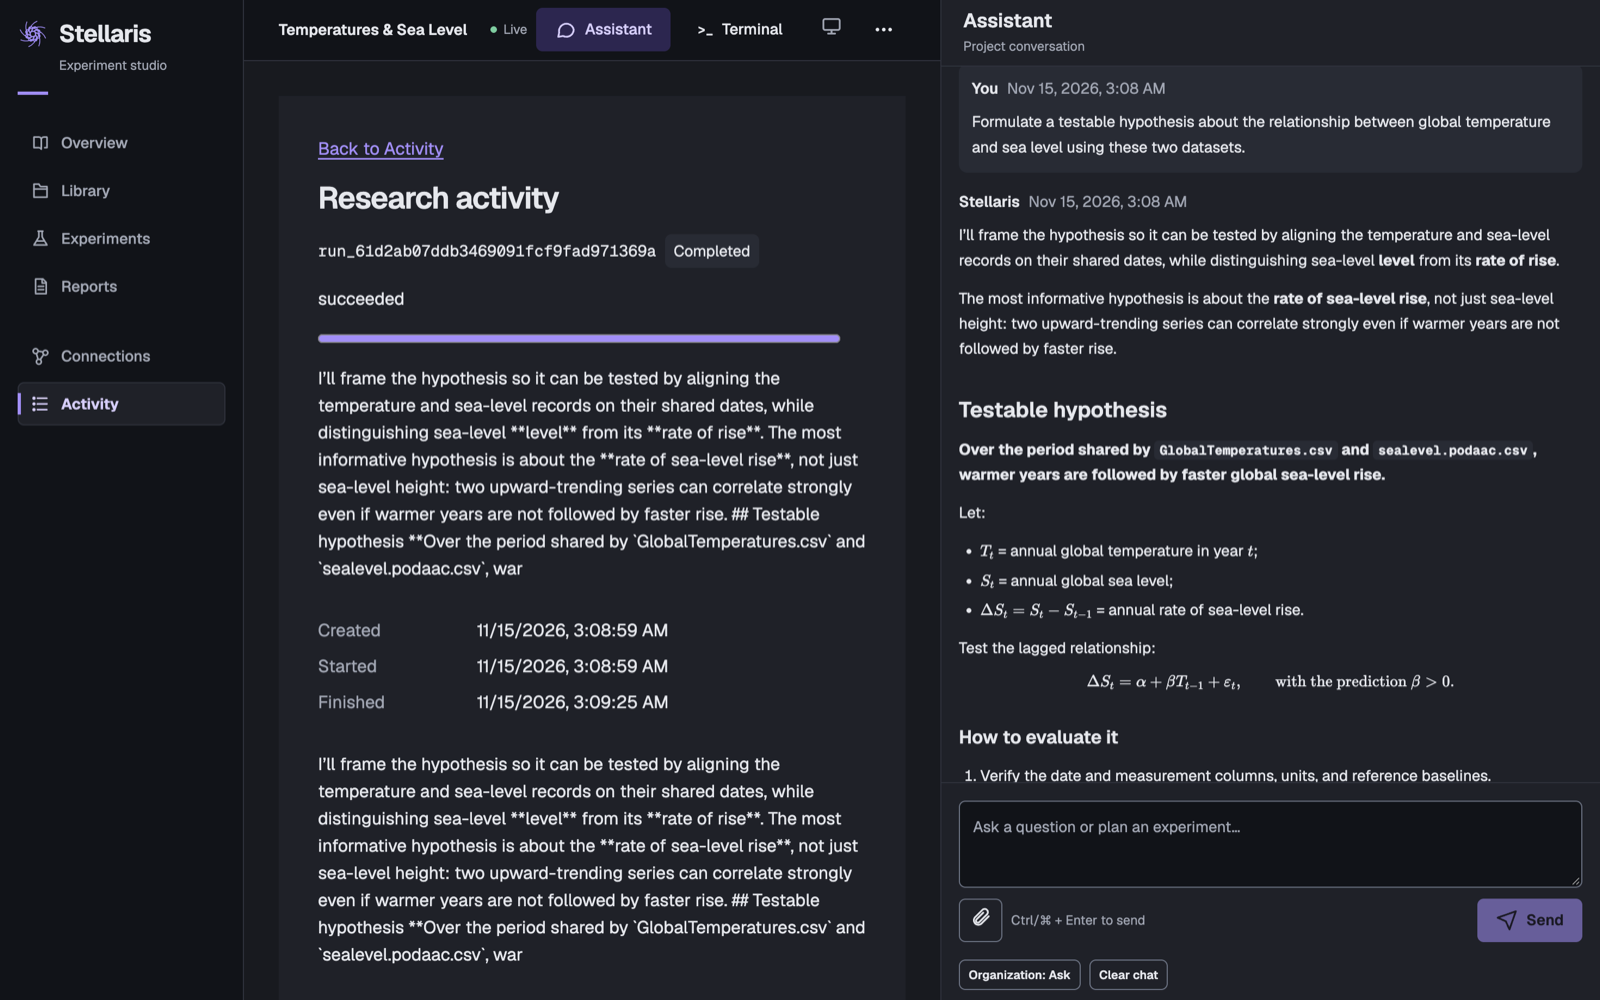 Stellaris
Experiment studio
Overview
Library
Experiments
Reports
Connections
Activity
Temperatures & Sea Level
Live
Assistant
>_ Terminal
Back to Activity
Research activity
run_61d2ab07ddb3469091fcf9fad971369a
Completed
succeeded
I'll frame the hypothesis so it can be tested by aligning the
temperature and sea-level records on their shared dates, while
distinguishing sea-level **level** from its **rate of rise**. The most
informative hypothesis is about the **rate of sea-level rise**, not just
sea-level height: two upward-trending series can correlate strongly
even if warmer years are not followed by faster rise. ## Testable
hypothesis **Over the period shared by `GlobalTemperatures.csv` and
`sealevel.podaac.csv`, war
Created 11/15/2026, 3:08:59 AM
Started 11/15/2026, 3:08:59 AM
Finished 11/15/2026, 3:09:25 AM
I'll frame the hypothesis so it can be tested by aligning the
temperature and sea-level records on their shared dates, while
distinguishing sea-level **level** from its **rate of rise**. The most
informative hypothesis is about the **rate of sea-level rise**, not just
sea-level height: two upward-trending series can correlate strongly
even if warmer years are not followed by faster rise. ## Testable
hypothesis **Over the period shared by `GlobalTemperatures.csv` and
`sealevel.podaac.csv`, war
Assistant
Project conversation
You Nov 15, 2026, 3:08 AM
Formulate a testable hypothesis about the relationship between global temperature
and sea level using these two datasets.
Stellaris Nov 15, 2026, 3:08 AM
I'll frame the hypothesis so it can be tested by aligning the temperature and sea-level
records on their shared dates, while distinguishing sea-level level from its rate of rise.
The most informative hypothesis is about the rate of sea-level rise, not just sea-level
height: two upward-trending series can correlate strongly even if warmer years are not
followed by faster rise.
Testable hypothesis
Over the period shared by GlobalTemperatures.csv and sealevel.podaac.csv,
warmer years are followed by faster global sea-level rise.
Let:
• Tₜ = annual global temperature in year t;
• Sₜ = annual global sea level;
• ΔSₜ = Sₜ − Sₜ₋₁ = annual rate of sea-level rise.
Test the lagged relationship:
ΔSₜ = α + βTₜ₋₁ + εₜ, with the prediction β > 0.
How to evaluate it
1. Verify the date and measurement columns, units, and reference baselines.
Ask a question or plan an experiment...
Ctrl/⌘ + Enter to send
Send
Organization: Ask
Clear chat